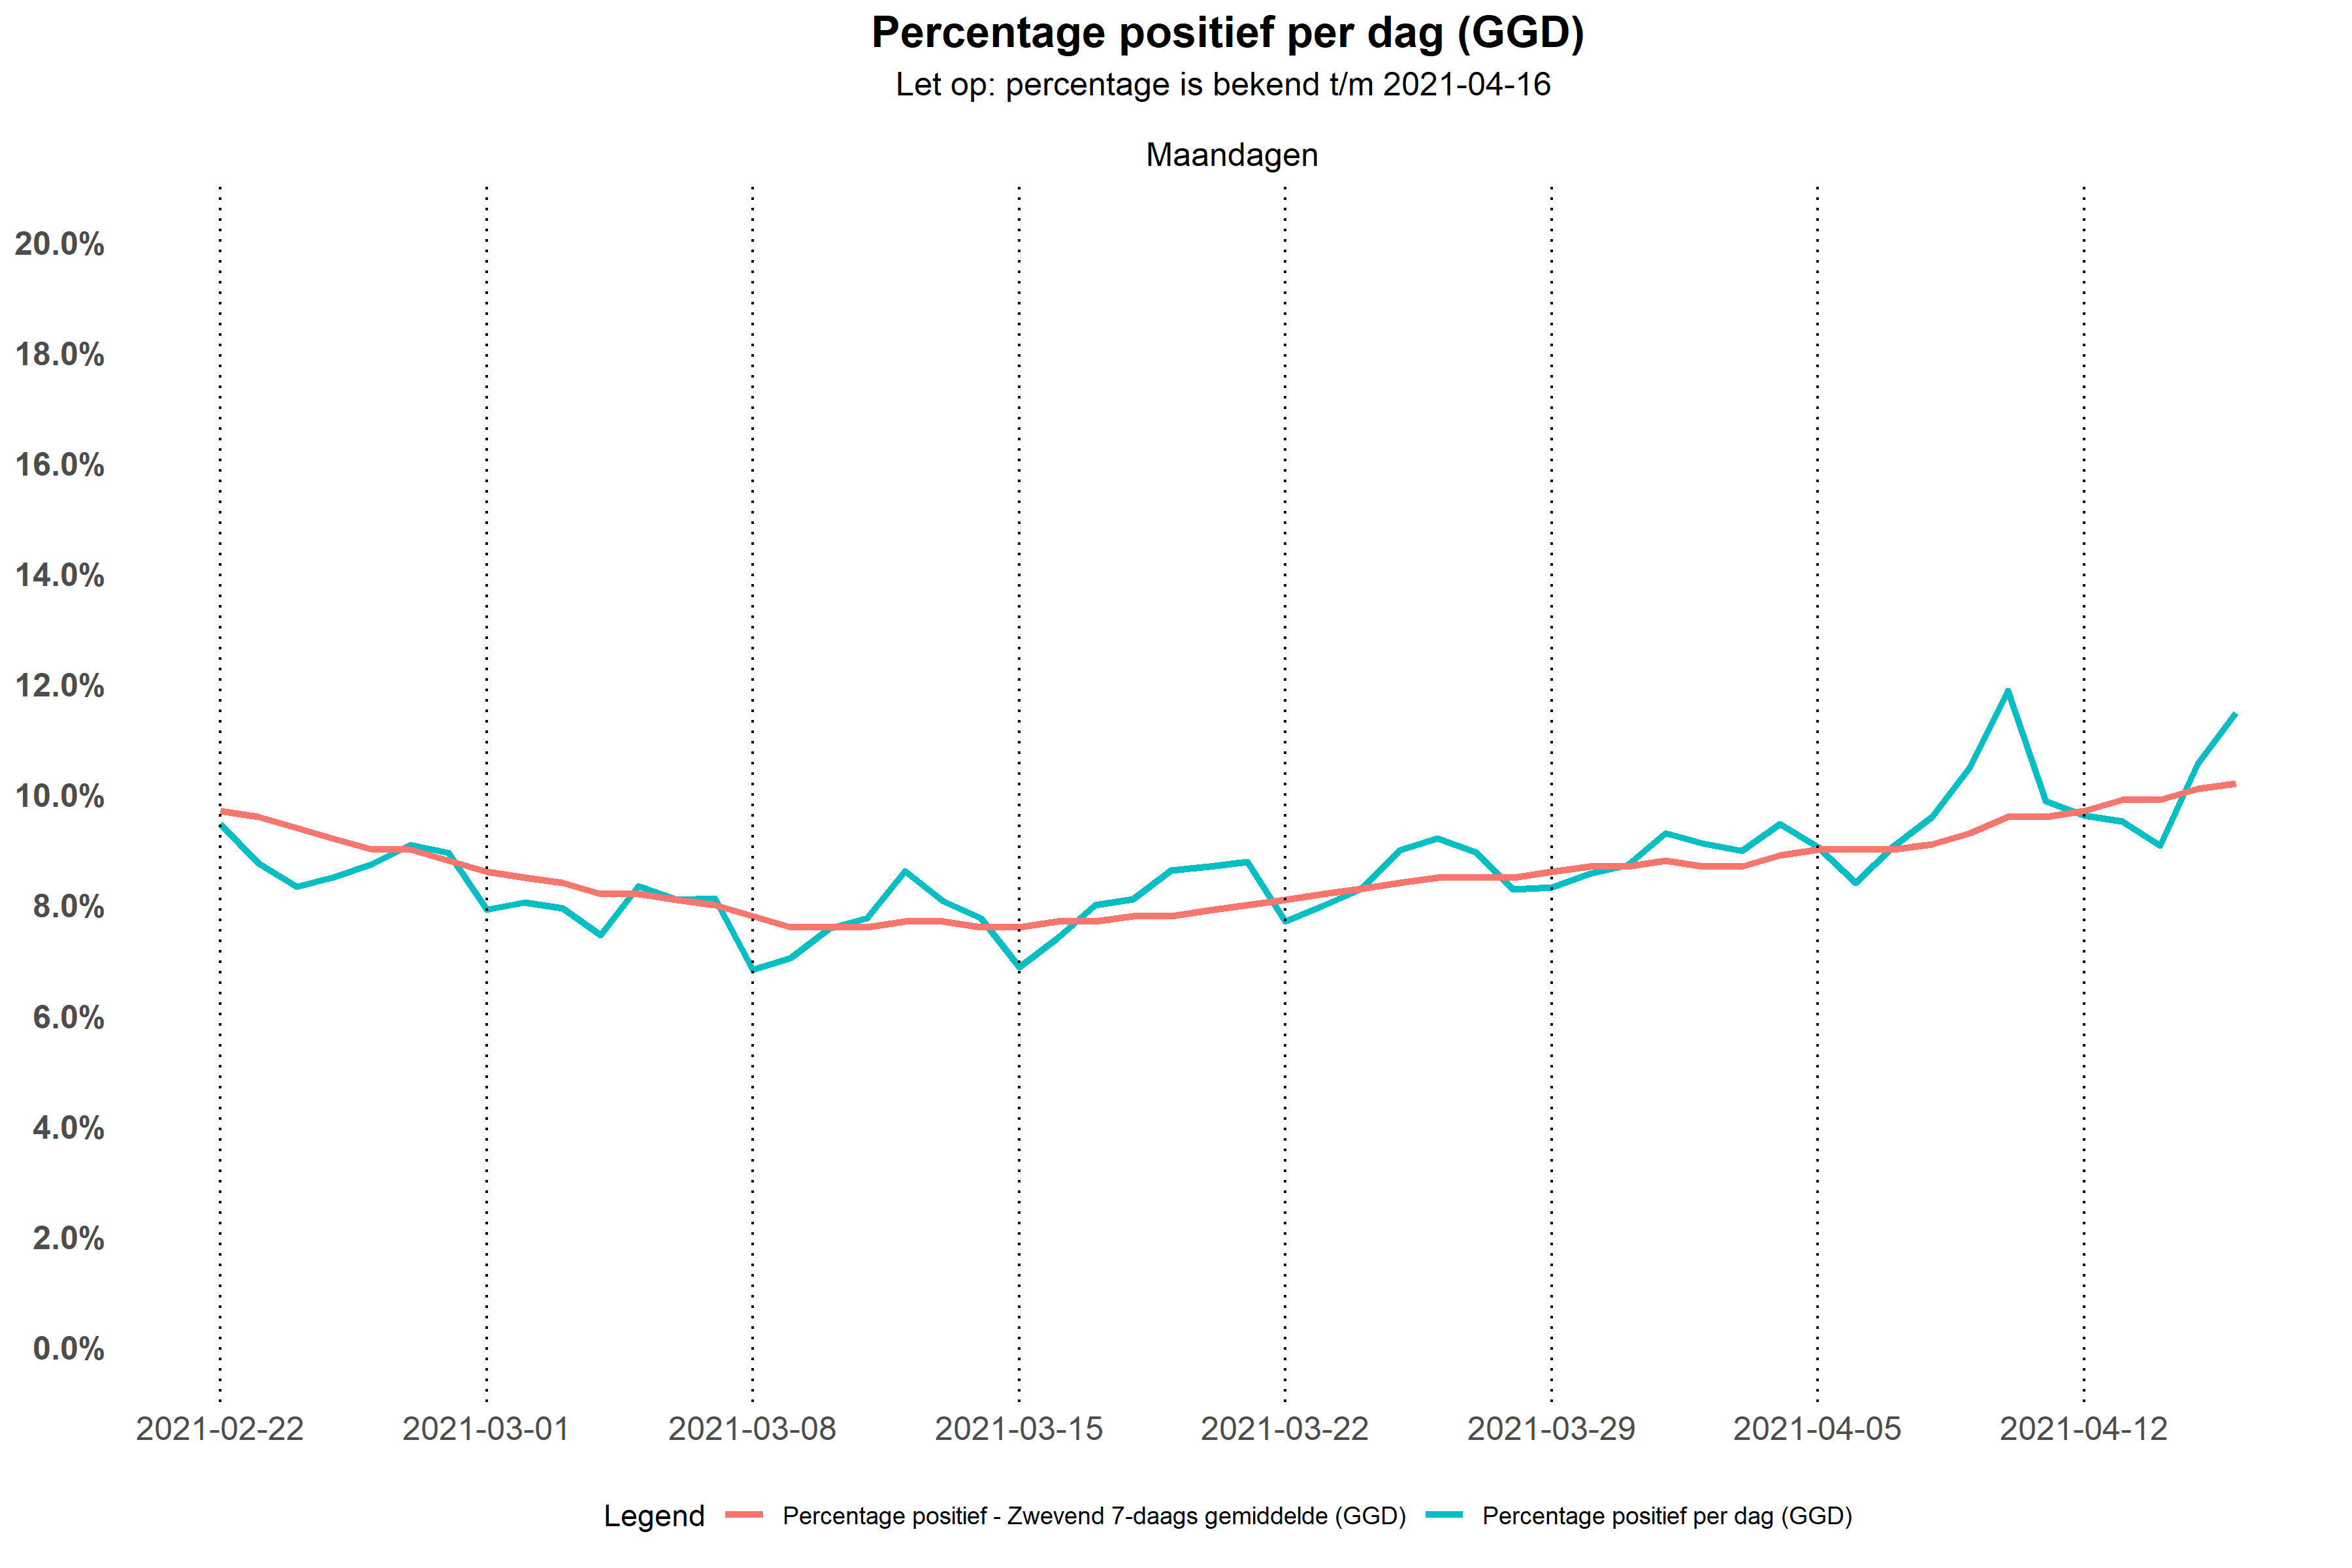 Percentage positief per dag (GGD)
Let op: percentage is bekend t/m 2021-04-16
Maandagen
20.0%
18.0%
16.0%
14.0%
12.0%
10.0%
8.0%
6.0%
4.0%
2.0%
0.0%
2021-02-22 2021-03-01 2021-03-08 2021-03-15 2021-03-22 2021-03-29 2021-04-05 2021-04-12
Legend Percentage positief - Zwevend 7-daags gemiddelde (GGD) Percentage positief per dag (GGD)